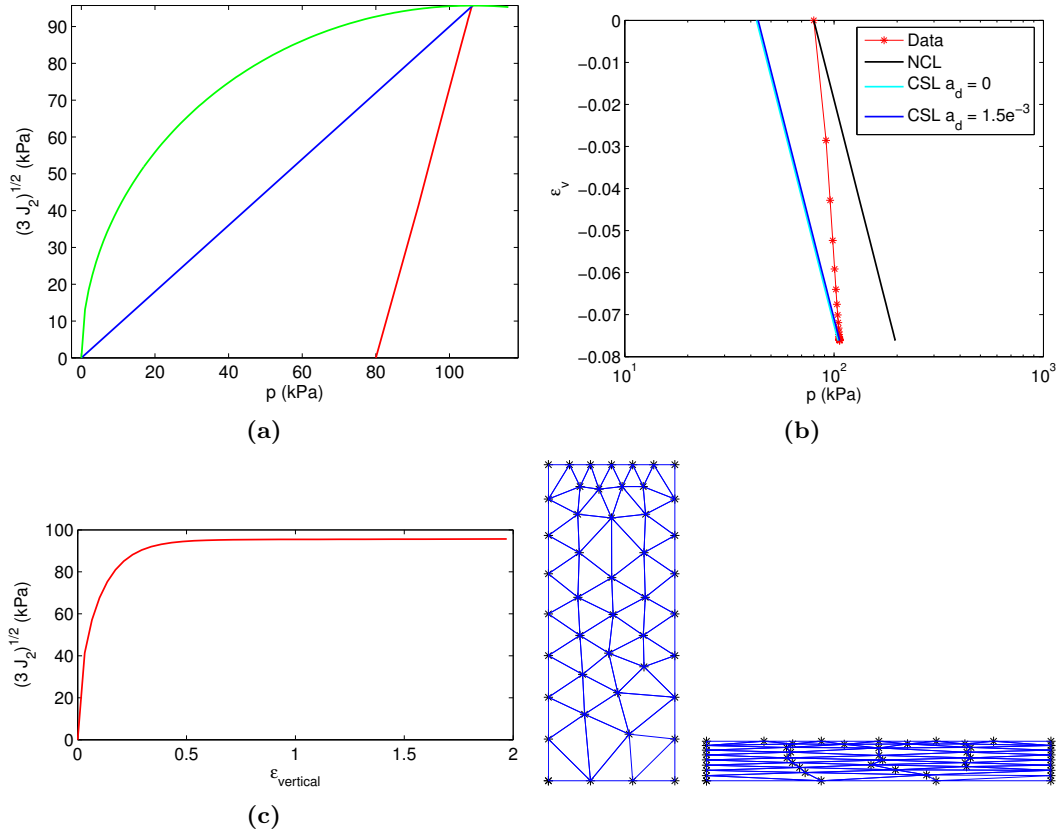 90
80
70
60
50
40
30
20
10
0
(3 J2)^1/2 (kPa)
0 20 40 60 80 100
p (kPa)
(a)
0
−0.01
−0.02
−0.03
−0.04
−0.05
−0.06
−0.07
−0.08
εv
Data
NCL
CSL a_d = 0
CSL a_d = 1.5e^−3
10^1 10^2 10^3
p (kPa)
(b)
100
80
60
40
20
0
(3 J2)^1/2 (kPa)
0 0.5 1 1.5 2
ε_vertical
(c)